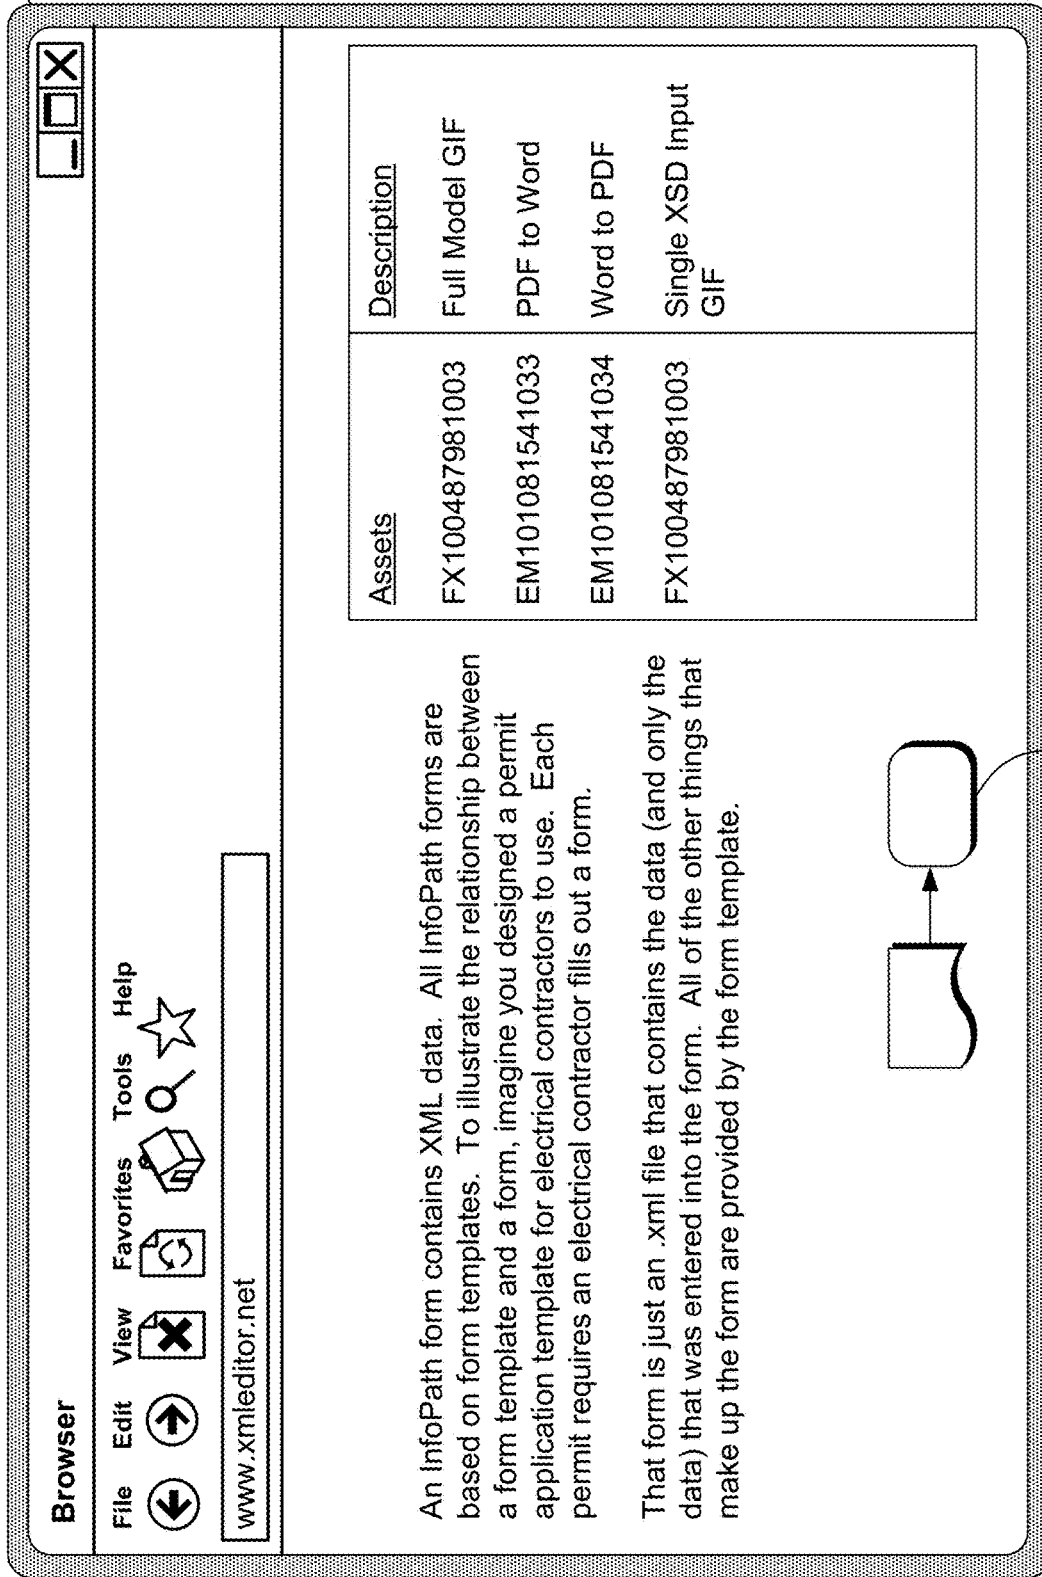 Browser
File Edit View Favorites Tools Help
www.xmleditor.net
An InfoPath form contains XML data. All InfoPath forms are
based on form templates. To illustrate the relationship between
a form template and a form, imagine you designed a permit
application template for electrical contractors to use. Each
permit requires an electrical contractor fills out a form.
That form is just an .xml file that contains the data (and only the
data) that was entered into the form. All of the other things that
make up the form are provided by the form template.
Assets Description
FX100487981003 Full Model GIF
EM101081541033 PDF to Word
EM101081541034 Word to PDF
FX100487981003 Single XSD Input
GIF